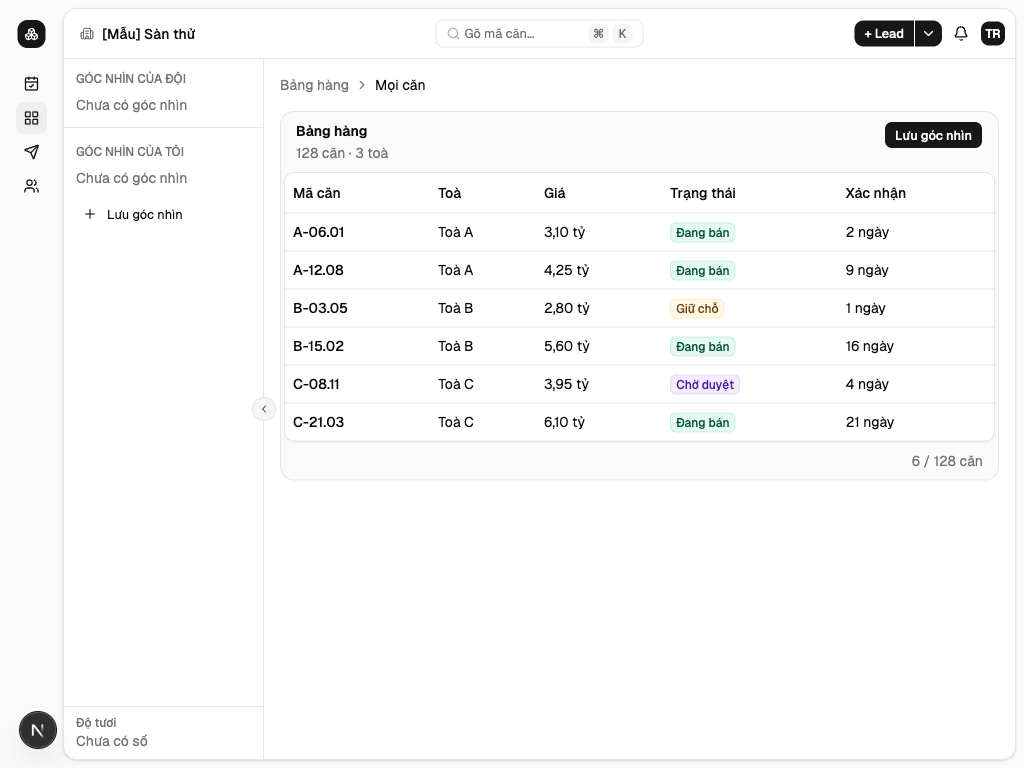 [Mẫu] Sàn thử
Gõ mã căn...
⌘ K
+ Lead
TR
GÓC NHÌN CỦA ĐỘI
Chưa có góc nhìn
GÓC NHÌN CỦA TÔI
Chưa có góc nhìn
+ Lưu góc nhìn
Độ tươi
Chưa có số
N
Bảng hàng > Mọi căn
Bảng hàng
128 căn · 3 toà
Lưu góc nhìn
Mã căn Toà Giá Trạng thái Xác nhận
A-06.01 Toà A 3,10 tỷ Đang bán 2 ngày
A-12.08 Toà A 4,25 tỷ Đang bán 9 ngày
B-03.05 Toà B 2,80 tỷ Giữ chỗ 1 ngày
B-15.02 Toà B 5,60 tỷ Đang bán 16 ngày
C-08.11 Toà C 3,95 tỷ Chờ duyệt 4 ngày
C-21.03 Toà C 6,10 tỷ Đang bán 21 ngày
6 / 128 căn